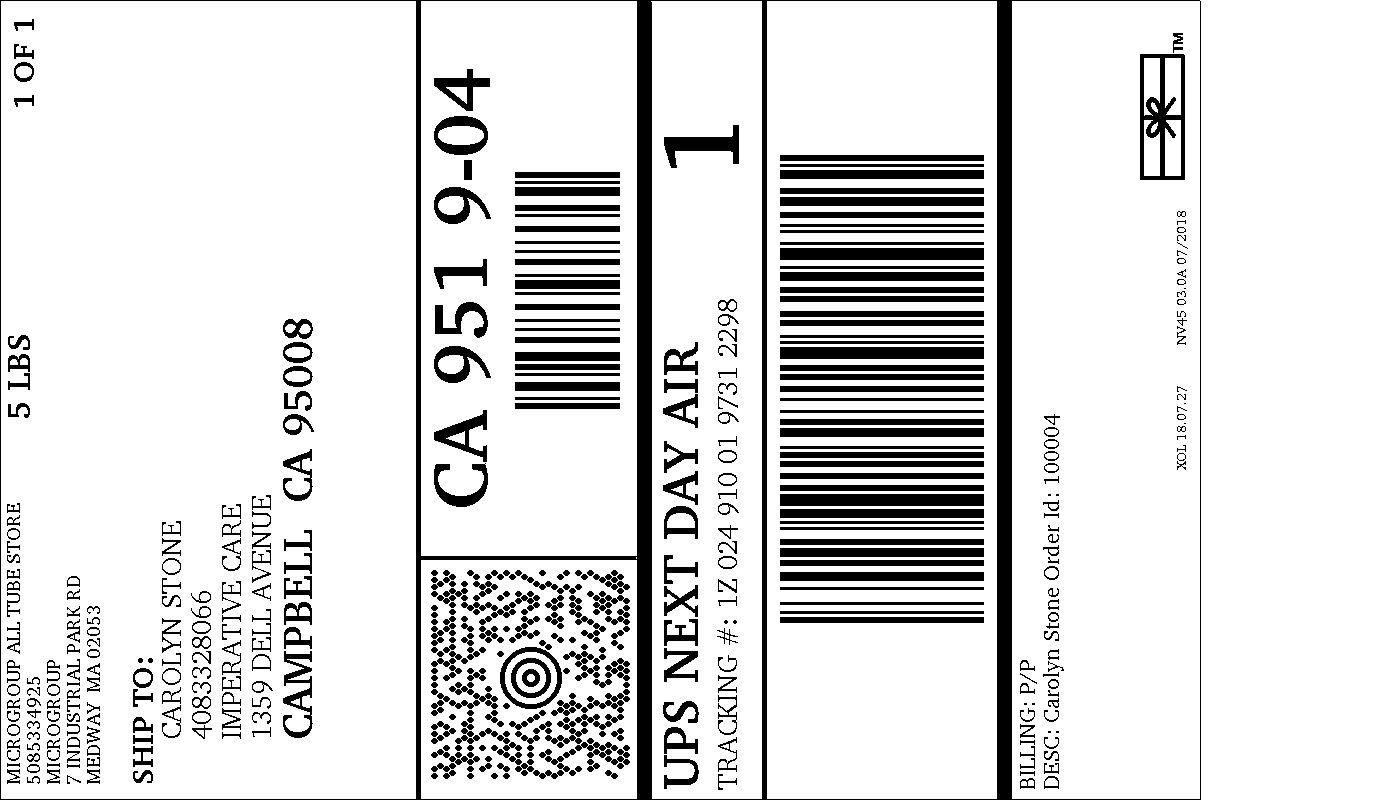 MICROGROUP ALL TUBE STORE
5085334925
MICROGROUP
7 INDUSTRIAL PARK RD
MEDWAY MA 02053
5 LBS
1 OF 1
SHIP TO:
CAROLYN STONE
4083328066
IMPERATIVE CARE
1359 DELL AVENUE
CAMPBELL CA 95008
CA 951 9-04
UPS NEXT DAY AIR
1
TRACKING #: 1Z 024 910 01 9731 2298
BILLING: P/P
DESC: Carolyn Stone Order Id: 100004
XOL 18.07.27
NV45 03.0A 07/2018
TM